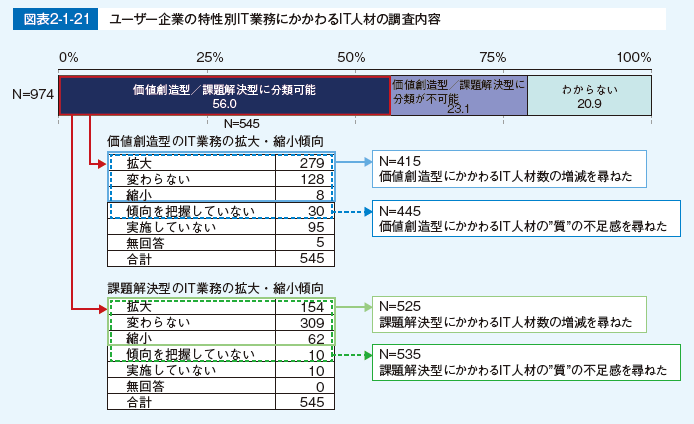 図表2-1-21 ユーザー企業の特性別IT業務にかかわるIT人材の調査内容
0% 25% 50% 75% 100%
N=974
価値創造型／課題解決型に分類可能
56.0
価値創造型／課題解決型に
分類が不可能
23.1
わからない
20.9
N=545
価値創造型のIT業務の拡大・縮小傾向
拡大 279
変わらない 128
縮小 8
傾向を把握していない 30
実施していない 95
無回答 5
合計 545
N=415
価値創造型にかかわるIT人材数の増減を尋ねた
N=445
価値創造型にかかわるIT人材の”質”の不足感を尋ねた
課題解決型のIT業務の拡大・縮小傾向
拡大 154
変わらない 309
縮小 62
傾向を把握していない 10
実施していない 10
無回答 0
合計 545
N=525
課題解決型にかかわるIT人材数の増減を尋ねた
N=535
課題解決型にかかわるIT人材の”質”の不足感を尋ねた